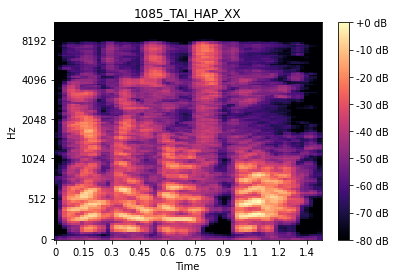 1085_TAI_HAP_XX
8192
4096
2048
1024
512
0
Hz
0 0.15 0.3 0.45 0.6 0.75 0.9 1.1 1.2 1.4
Time
+0 dB
-10 dB
-20 dB
-30 dB
-40 dB
-50 dB
-60 dB
-70 dB
-80 dB